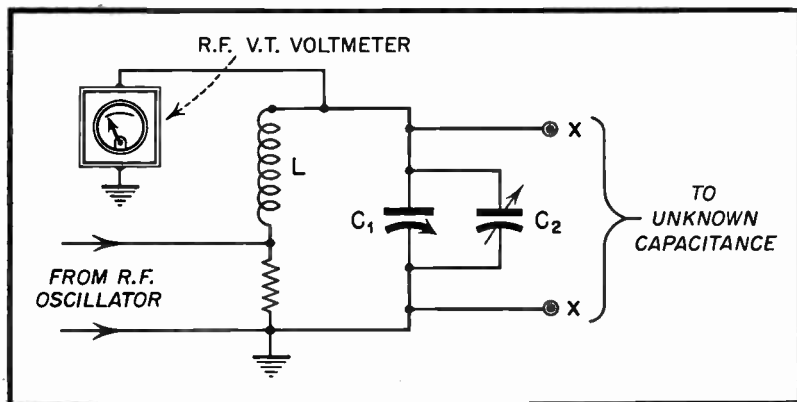 R.F. V.T. VOLTMETER
L
C₁
C₂
X
X
TO
UNKNOWN
CAPACITANCE
FROM R.F.
OSCILLATOR